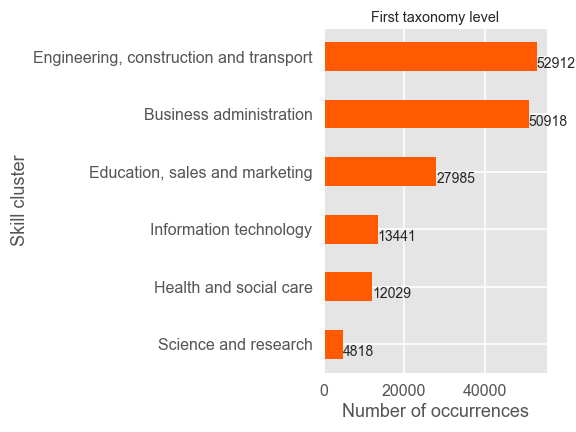 First taxonomy level
Skill cluster
Engineering, construction and transport 52912
Business administration 50918
Education, sales and marketing 27985
Information technology 13441
Health and social care 12029
Science and research 4818
0 20000 40000
Number of occurrences